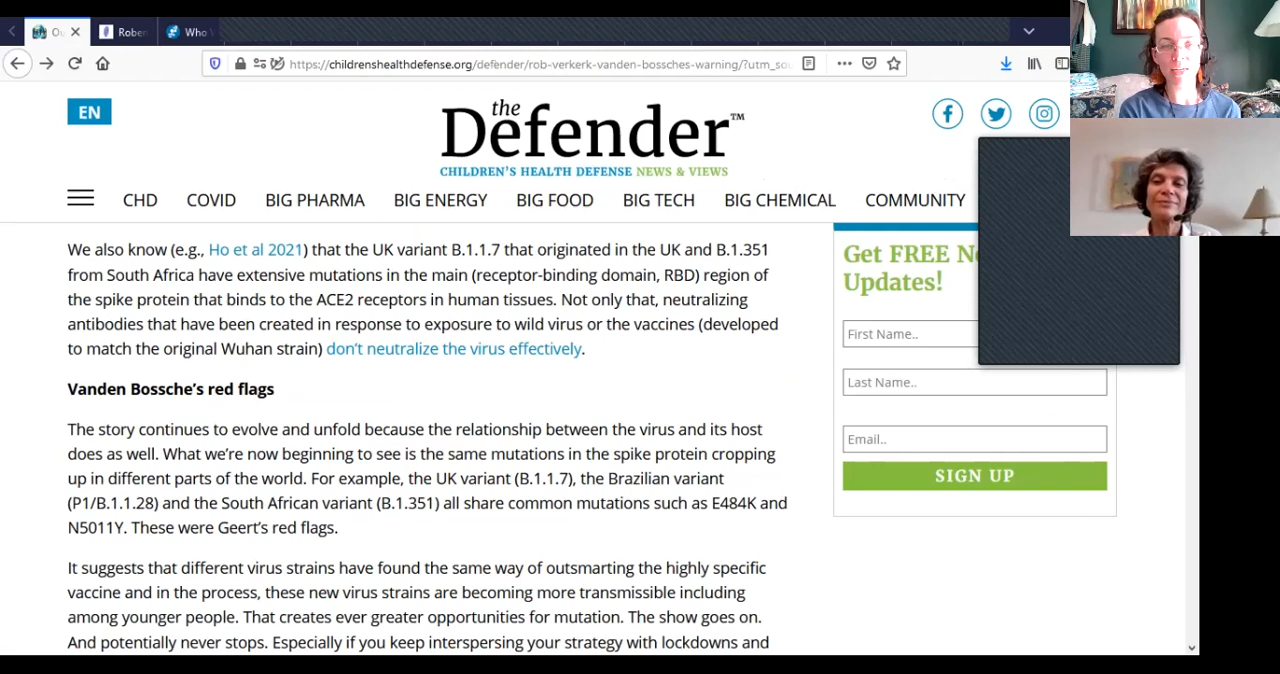 Ou
Rober
Who
https://childrenshealthdefense.org/defender/rob-verkerk-vanden-bossches-warning/?utm_sou
EN
the
Defender™
CHILDREN'S HEALTH DEFENSE NEWS & VIEWS
CHD COVID BIG PHARMA BIG ENERGY BIG FOOD BIG TECH BIG CHEMICAL COMMUNITY
We also know (e.g., Ho et al 2021) that the UK variant B.1.1.7 that originated in the UK and B.1.351
from South Africa have extensive mutations in the main (receptor-binding domain, RBD) region of
the spike protein that binds to the ACE2 receptors in human tissues. Not only that, neutralizing
antibodies that have been created in response to exposure to wild virus or the vaccines (developed
to match the original Wuhan strain) don't neutralize the virus effectively.
Vanden Bossche's red flags
The story continues to evolve and unfold because the relationship between the virus and its host
does as well. What we're now beginning to see is the same mutations in the spike protein cropping
up in different parts of the world. For example, the UK variant (B.1.1.7), the Brazilian variant
(P1/B.1.1.28) and the South African variant (B.1.351) all share common mutations such as E484K and
N5011Y. These were Geert's red flags.
It suggests that different virus strains have found the same way of outsmarting the highly specific
vaccine and in the process, these new virus strains are becoming more transmissible including
among younger people. That creates ever greater opportunities for mutation. The show goes on.
And potentially never stops. Especially if you keep interspersing your strategy with lockdowns and
Get FREE Ne
Updates!
First Name..
Last Name..
Email..
SIGN UP